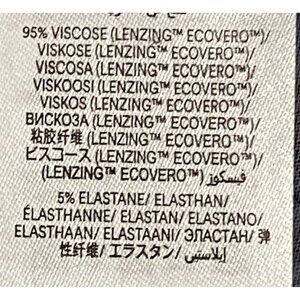 95% VISCOSE (LENZING™ ECOVERO™)/
VISKOSE (LENZING™ ECOVERO™)/
VISCOSA (LENZING™ ECOVERO™)/
VISKOOSI (LENZING™ ECOVERO™)/
VISKOS (LENZING™ ECOVERO™)/
ВИСКОЗА (LENZING™ ECOVERO™)/
粘胶纤维 (LENZING™ ECOVERO™)/
ビスコース (LENZING™ ECOVERO™)/
فيسكوز (LENZING™ ECOVERO™)/
5% ELASTANE/ ELASTHAN/
ÉLASTHANNE/ ELASTAN/ ELASTANO/
ELASTHAAN/ ELASTAANI/ ЭЛАСТАН/ 弹
性纤维/ エラスタン/ إيلاستين